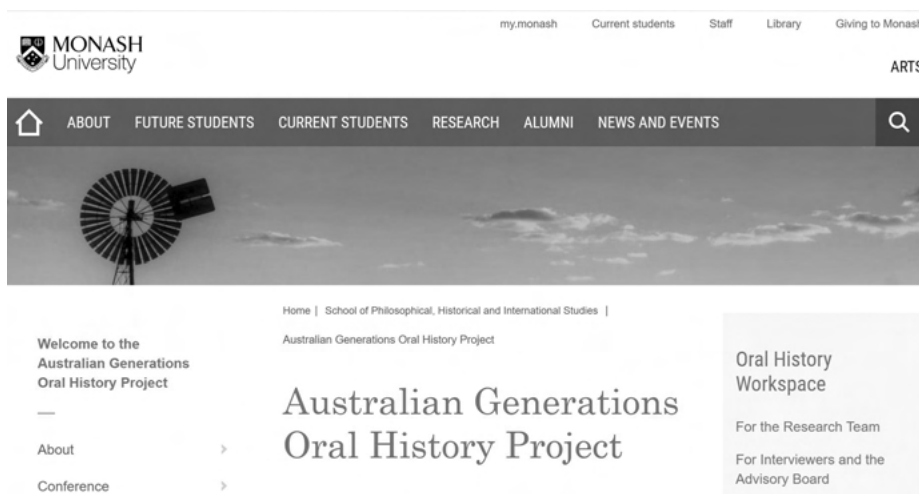 my.monash Current students Staff Library Giving to Monash
MONASH
University
ARTS
ABOUT FUTURE STUDENTS CURRENT STUDENTS RESEARCH ALUMNI NEWS AND EVENTS
Home | School of Philosophical, Historical and International Studies |
Australian Generations Oral History Project
Welcome to the
Australian Generations
Oral History Project
About
Conference
Australian Generations
Oral History Project
Oral History
Workspace
For the Research Team
For Interviewers and the
Advisory Board